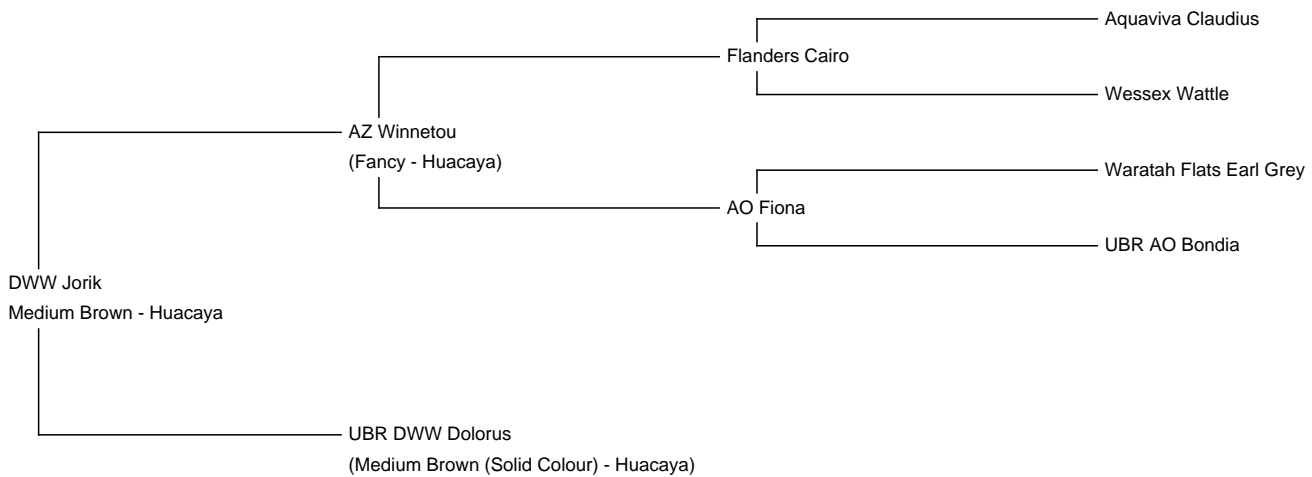 Aquaviva Claudius
Flanders Cairo
Wessex Wattle
AZ Winnetou
(Fancy - Huacaya)
Waratah Flats Earl Grey
AO Fiona
UBR AO Bondia
DWW Jorik
Medium Brown - Huacaya
UBR DWW Dolorus
(Medium Brown (Solid Colour) - Huacaya)